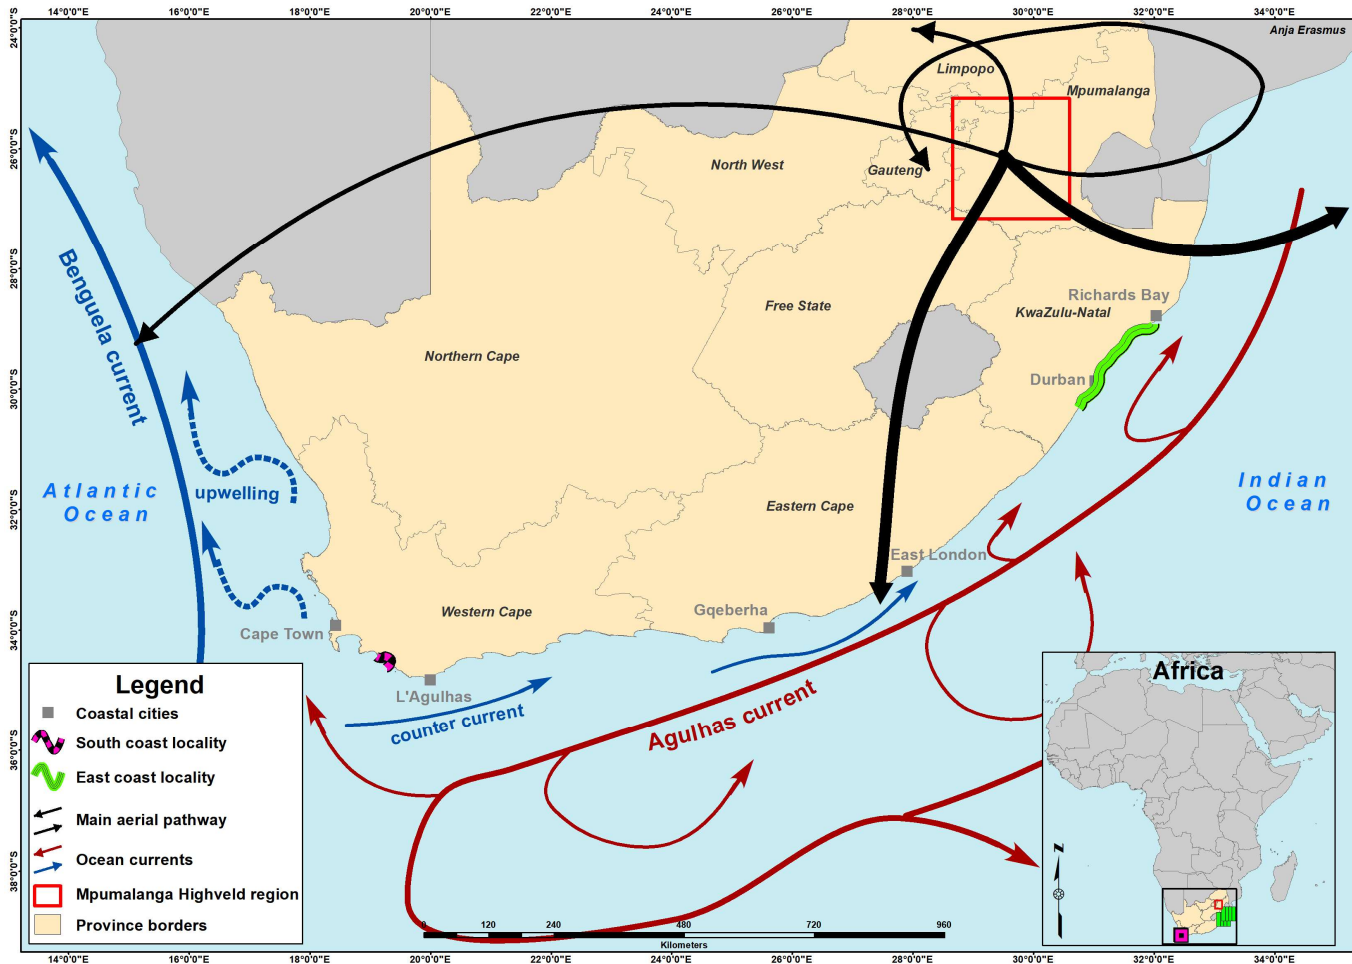 14°0'0"E 16°0'0"E 18°0'0"E 20°0'0"E 22°0'0"E 24°0'0"E 26°0'0"E 28°0'0"E 30°0'0"E 32°0'0"E 34°0'0"E
24°0'0"S
26°0'0"S
28°0'0"S
30°0'0"S
32°0'0"S
34°0'0"S
36°0'0"S
38°0'0"S
Anja Erasmus
Limpopo
Mpumalanga
North West
Gauteng
Free State
KwaZulu-Natal
Northern Cape
Eastern Cape
Western Cape
Richards Bay
Durban
East London
Gqeberha
Cape Town
L'Agulhas
Benguela current
upwelling
Atlantic
Ocean
Indian
Ocean
counter current
Agulhas current
Legend
Coastal cities
South coast locality
East coast locality
Main aerial pathway
Ocean currents
Mpumalanga Highveld region
Province borders
0 120 240 480 720 960
Kilometers
Africa
N
14°0'0"E 16°0'0"E 18°0'0"E 20°0'0"E 22°0'0"E 24°0'0"E 26°0'0"E 28°0'0"E 30°0'0"E 32°0'0"E 34°0'0"E